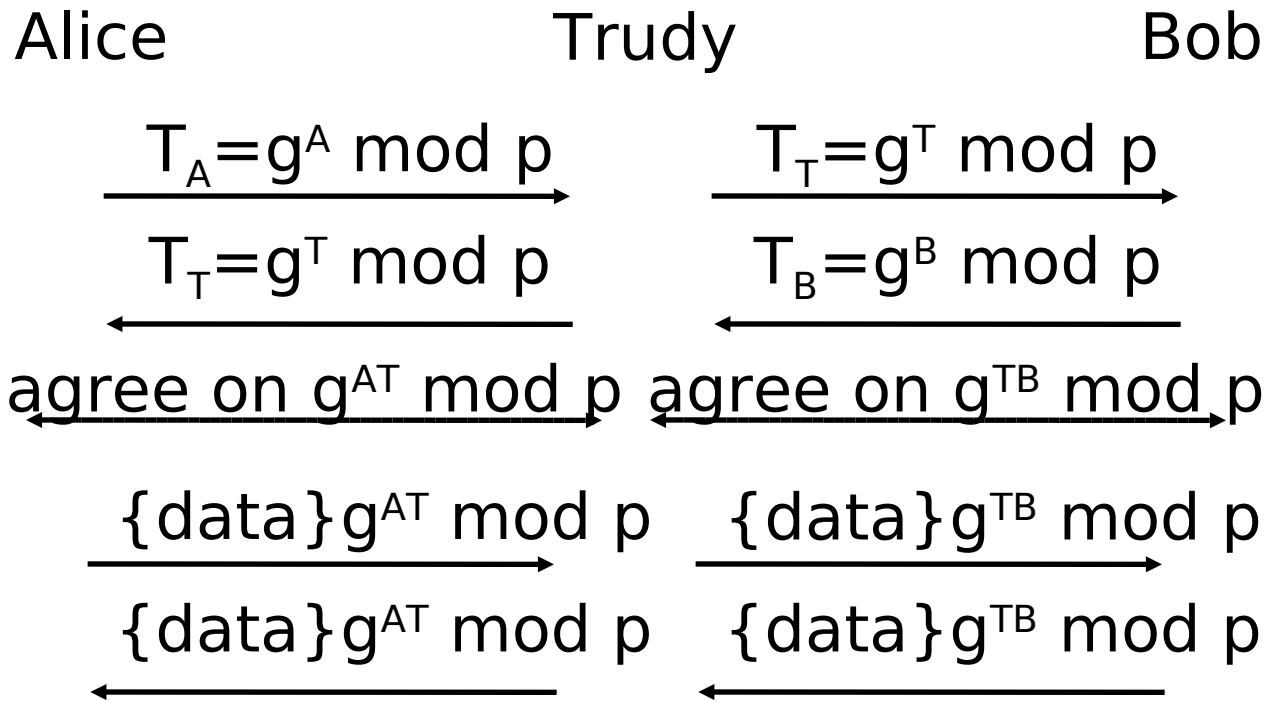 Alice Trudy Bob
T_A=g^A mod p T_T=g^T mod p
T_T=g^T mod p T_B=g^B mod p
agree on g^AT mod p agree on g^TB mod p
{data}g^AT mod p {data}g^TB mod p
{data}g^AT mod p {data}g^TB mod p